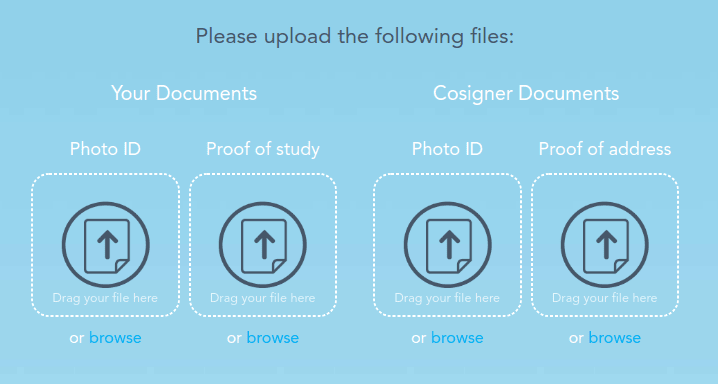 Please upload the following files:
Your Documents
Cosigner Documents
Photo ID
Proof of study
Photo ID
Proof of address
Drag your file here
Drag your file here
Drag your file here
Drag your file here
or browse
or browse
or browse
or browse